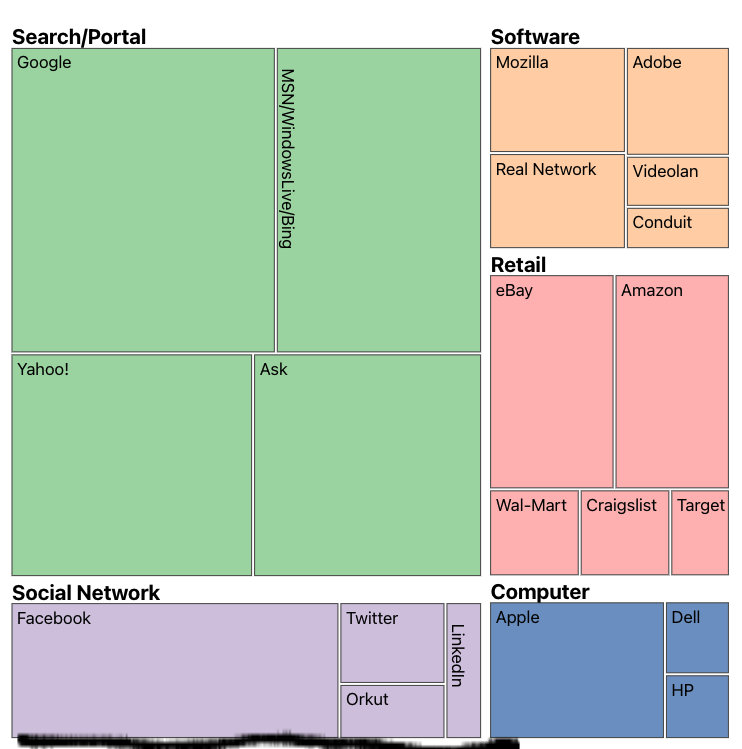 Search/Portal
Google
MSN/WindowsLive/Bing
Yahoo!
Ask
Software
Mozilla
Adobe
Real Network
Videolan
Conduit
Retail
eBay
Amazon
Wal-Mart
Craigslist
Target
Social Network
Facebook
Twitter
LinkedIn
Orkut
Computer
Apple
Dell
HP